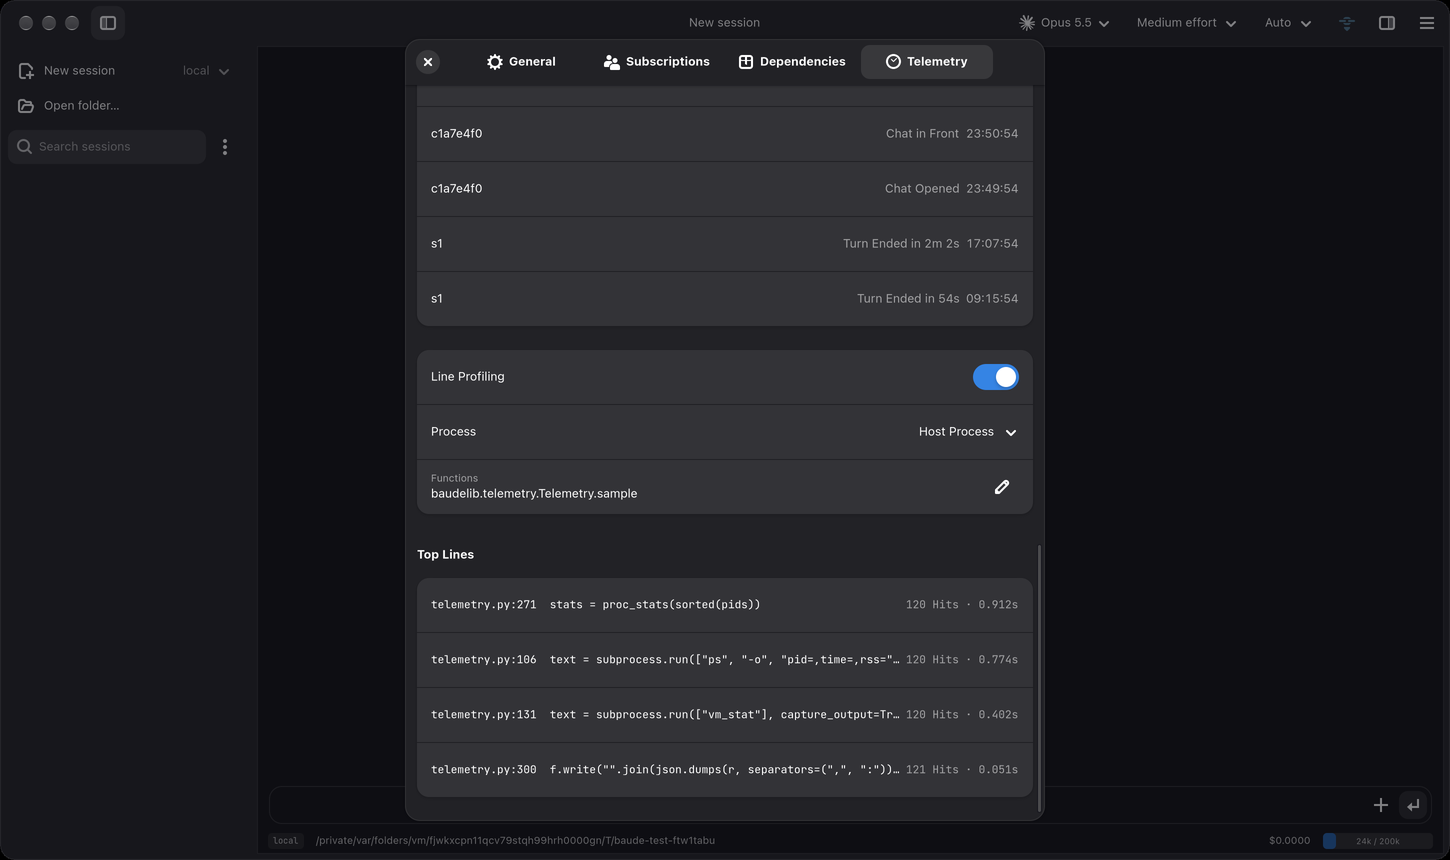 New session
Opus 5.5
Medium effort
Auto
New session
local
Open folder...
Search sessions
General
Subscriptions
Dependencies
Telemetry
c1a7e4f0 Chat in Front 23:50:54
c1a7e4f0 Chat Opened 23:49:54
s1 Turn Ended in 2m 2s 17:07:54
s1 Turn Ended in 54s 09:15:54
Line Profiling
Process Host Process
Functions
baudelib.telemetry.Telemetry.sample
Top Lines
telemetry.py:271 stats = proc_stats(sorted(pids)) 120 Hits · 0.912s
telemetry.py:106 text = subprocess.run(["ps", "-o", "pid=,time=,rss="… 120 Hits · 0.774s
telemetry.py:131 text = subprocess.run(["vm_stat"], capture_output=Tr… 120 Hits · 0.402s
telemetry.py:300 f.write("".join(json.dumps(r, separators=(",", ":"))… 121 Hits · 0.051s
local /private/var/folders/vm/fjwkxcpn11qcv79stqh99hrh0000gn/T/baude-test-ftw1tabu $0.0000 24k / 200k